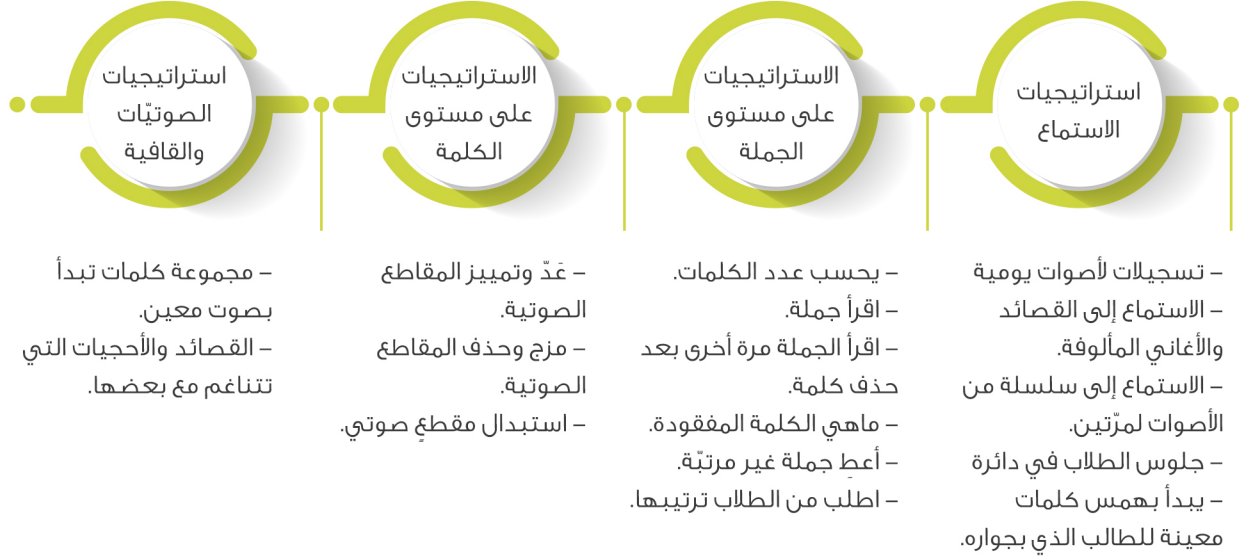 استراتيجيات
الاستماع
– تسجيلات لأصوات يومية
– الاستماع إلى القصائد
والأغاني المألوفة.
– الاستماع إلى سلسلة من
الأصوات لمرّتين.
– جلوس الطلاب في دائرة
– يبدأ بهمس كلمات
معينة للطالب الذي بجواره.
الاستراتيجيات
على مستوى
الجملة
– يحسب عدد الكلمات.
– اقرأ جملة.
– اقرأ الجملة مرة أخرى بعد
حذف كلمة.
– ماهي الكلمة المفقودة.
– أعطِ جملة غير مرتبّة.
– اطلب من الطلاب ترتيبها.
الاستراتيجيات
على مستوى
الكلمة
– عَدّ وتمييز المقاطع
الصوتية.
– مزج وحذف المقاطع
الصوتية.
– استبدال مقطعٍ صوتي.
استراتيجيات
الصوتيّات
والقافية
– مجموعة كلمات تبدأ
بصوت معين.
– القصائد والأحجيات التي
تتناغم مع بعضها.